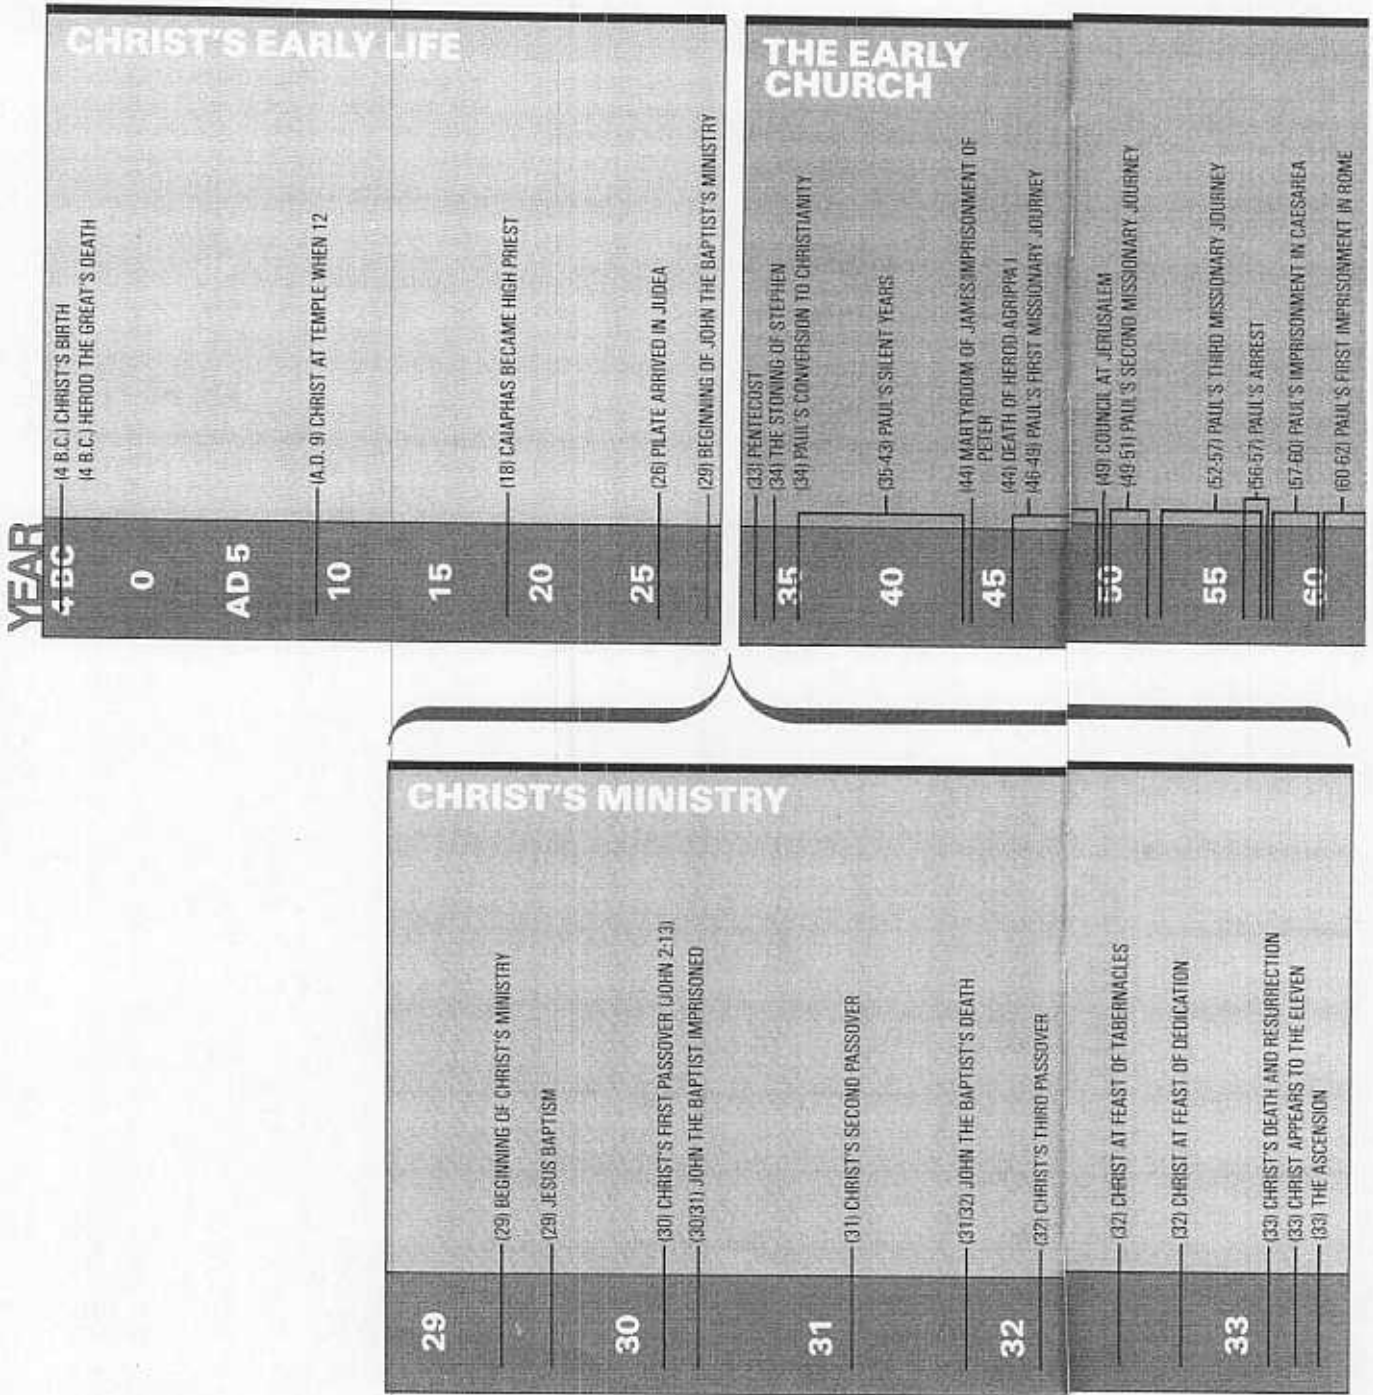 YEAR
CHRIST'S EARLY LIFE
4 BC
0
AD 5
10
15
20
25
(4 B.C.) CHRIST'S BIRTH
(4 B.C.) HEROD THE GREAT'S DEATH
(A.D. 9) CHRIST AT TEMPLE WHEN 12
(18) CAIAPHAS BECAME HIGH PRIEST
(26) PILATE ARRIVED IN JUDEA
(29) BEGINNING OF JOHN THE BAPTIST'S MINISTRY
THE EARLY
CHURCH
35
40
45
50
55
60
(33) PENTECOST
(34) THE STONING OF STEPHEN
(34) PAUL'S CONVERSION TO CHRISTIANITY
(35-43) PAUL'S SILENT YEARS
(44) MARTYRDOM OF JAMES/IMPRISONMENT OF
PETER
(44) DEATH OF HEROD AGRIPPA I
(46-49) PAUL'S FIRST MISSIONARY JOURNEY
(49) COUNCIL AT JERUSALEM
(49-51) PAUL'S SECOND MISSIONARY JOURNEY
(52-57) PAUL'S THIRD MISSIONARY JOURNEY
(56-57) PAUL'S ARREST
(57-60) PAUL'S IMPRISONMENT IN CAESAREA
(60-62) PAUL'S FIRST IMPRISONMENT IN ROME
CHRIST'S MINISTRY
29
30
31
32
33
(29) BEGINNING OF CHRIST'S MINISTRY
(29) JESUS BAPTISM
(30) CHRIST'S FIRST PASSOVER (JOHN 2:13)
(30/31) JOHN THE BAPTIST IMPRISONED
(31) CHRIST'S SECOND PASSOVER
(31/32) JOHN THE BAPTIST'S DEATH
(32) CHRIST'S THIRD PASSOVER
(32) CHRIST AT FEAST OF TABERNACLES
(32) CHRIST AT FEAST OF DEDICATION
(33) CHRIST'S DEATH AND RESURRECTION
(33) CHRIST APPEARS TO THE ELEVEN
(33) THE ASCENSION